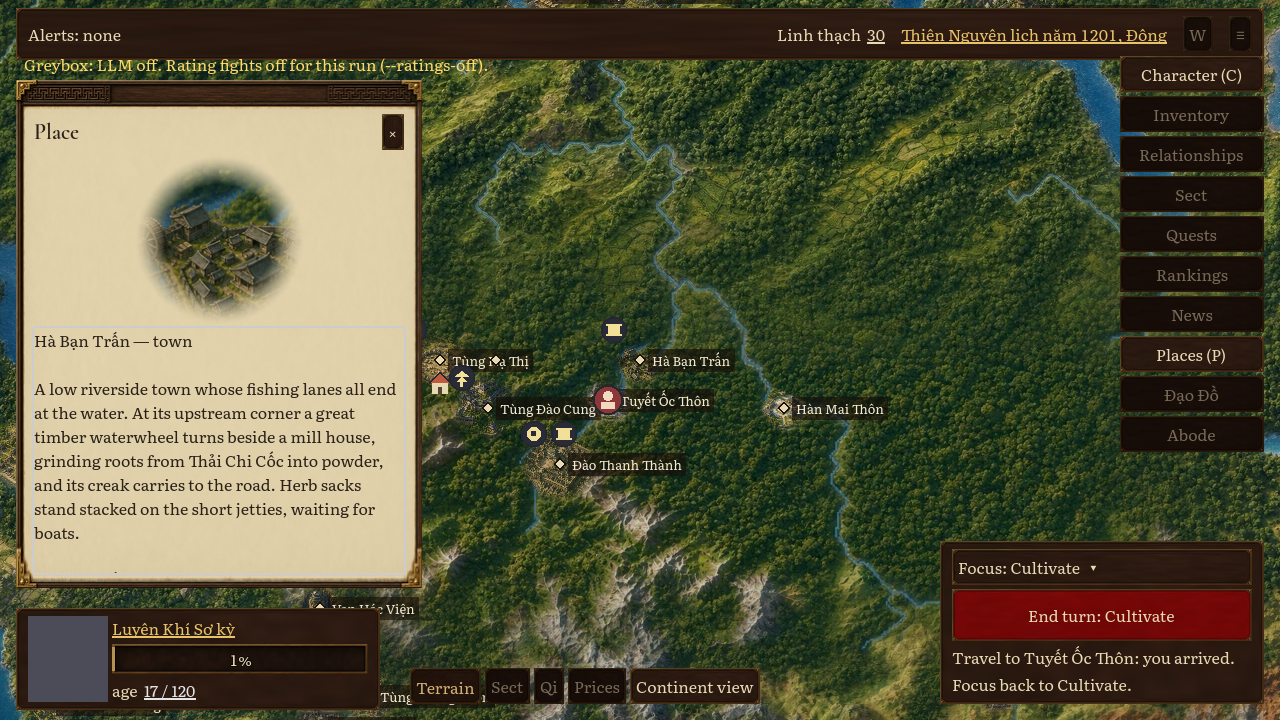 Alerts: none
Linh thạch 30
Thiên Nguyên lịch năm 1201, Đông
W
≡
Greybox: LLM off. Rating fights off for this run (--ratings-off).
Place
×
Hà Bạn Trấn — town
A low riverside town whose fishing lanes all end
at the water. At its upstream corner a great
timber waterwheel turns beside a mill house,
grinding roots from Thải Chi Cốc into powder,
and its creak carries to the road. Herb sacks
stand stacked on the short jetties, waiting for
boats.
Character (C)
Inventory
Relationships
Sect
Quests
Rankings
News
Places (P)
Đạo Đồ
Abode
Hà Bạn Trấn
Tùng Đào Cung
Tuyết Ốc Thôn
Hàn Mai Thôn
Đào Thanh Thành
Luyện Khí Sơ kỳ
1%
age 17 / 120
Terrain
Sect
Qi
Prices
Continent view
Focus: Cultivate ▾
End turn: Cultivate
Travel to Tuyết Ốc Thôn: you arrived.
Focus back to Cultivate.